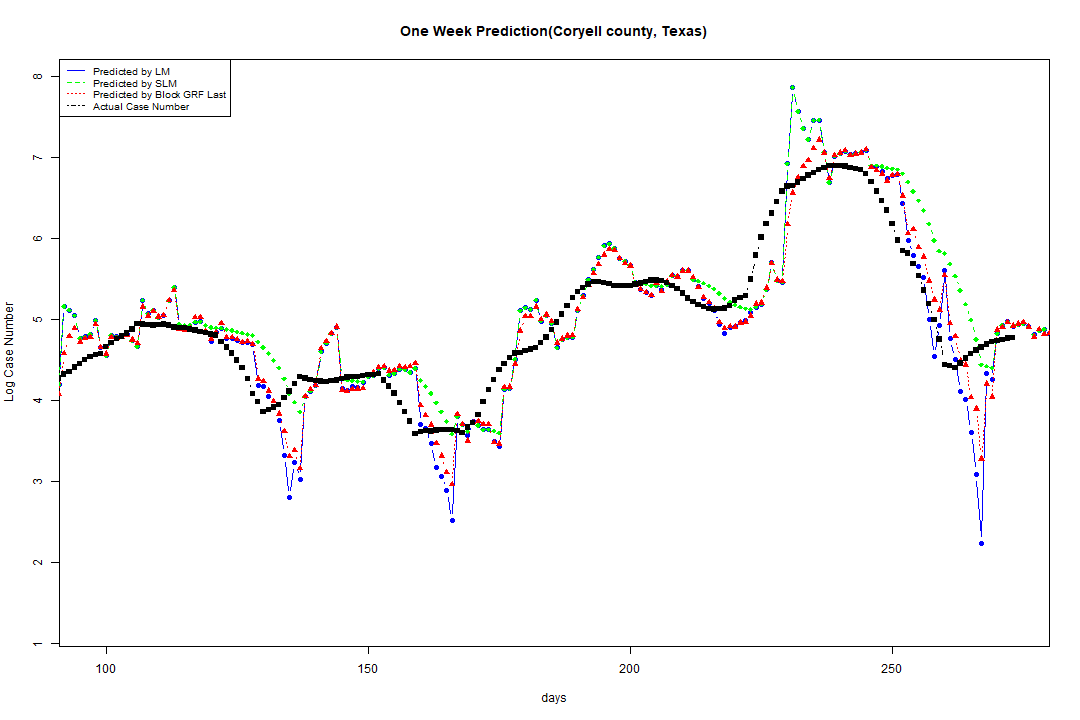 One Week Prediction(Coryell county, Texas)
Predicted by LM
Predicted by SLM
Predicted by Block GRF Last
Actual Case Number
8
7
6
5
4
3
2
1
Log Case Number
100 150 200 250
days